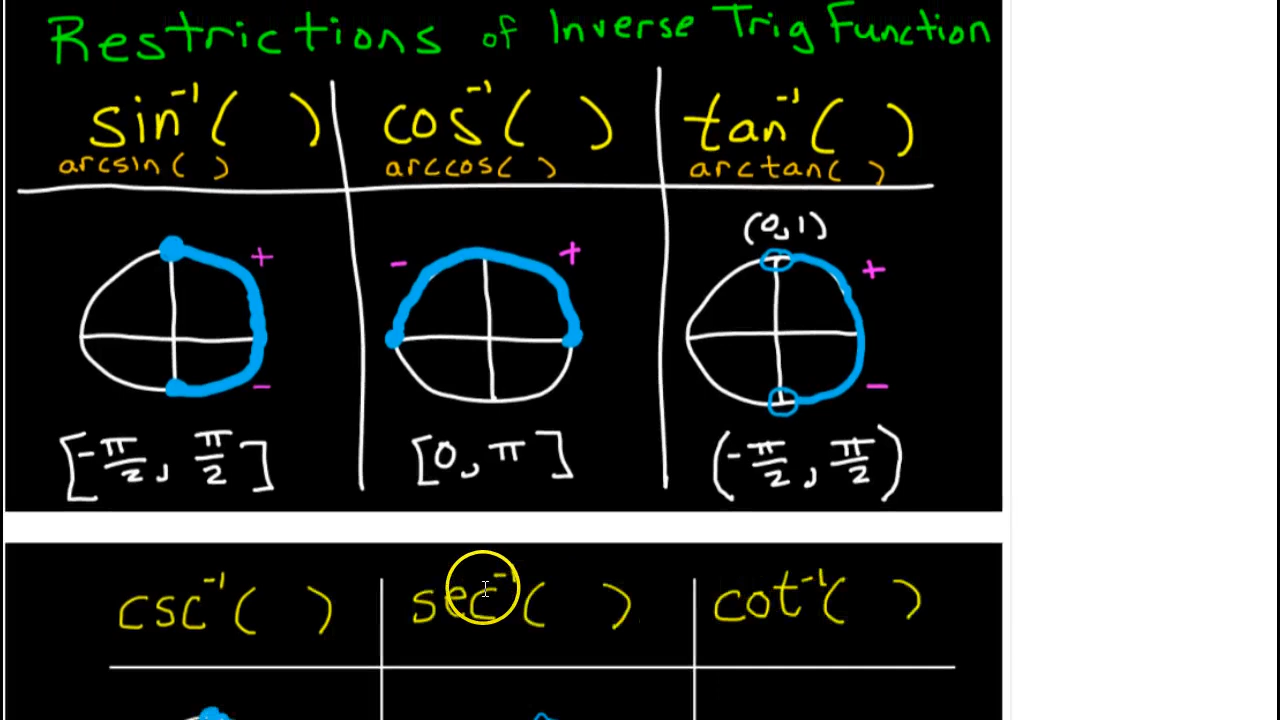 Restrictions of Inverse Trig Function
sin⁻¹( ) cos⁻¹( ) tan⁻¹( )
arcsin( ) arccos( ) arctan( )
(0,1)
+ - + +
- -
[-π/2, π/2] [0, π] (-π/2, π/2)
csc⁻¹( ) sec⁻¹( ) cot⁻¹( )